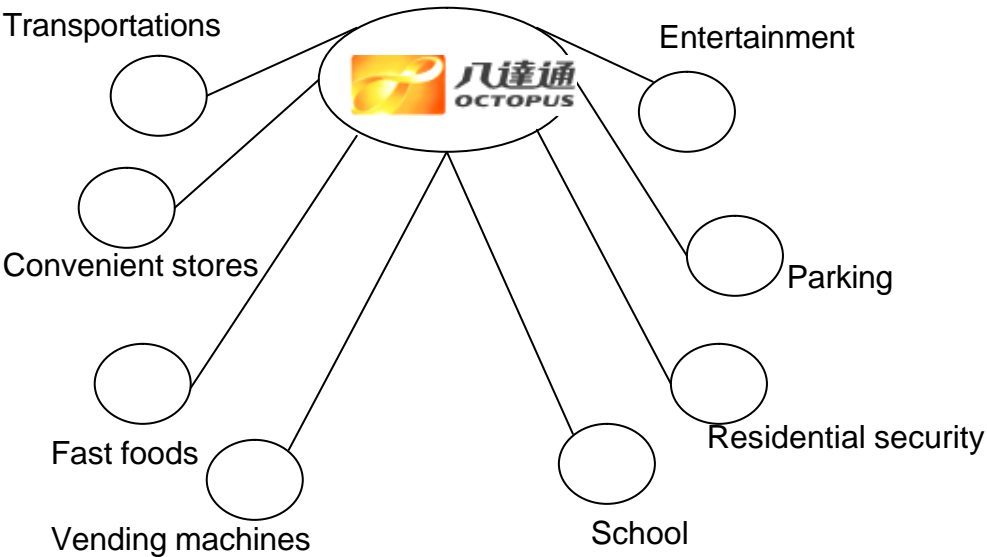 Transportations
Entertainment
八達通
OCTOPUS
Convenient stores
Parking
Fast foods
Residential security
Vending machines
School